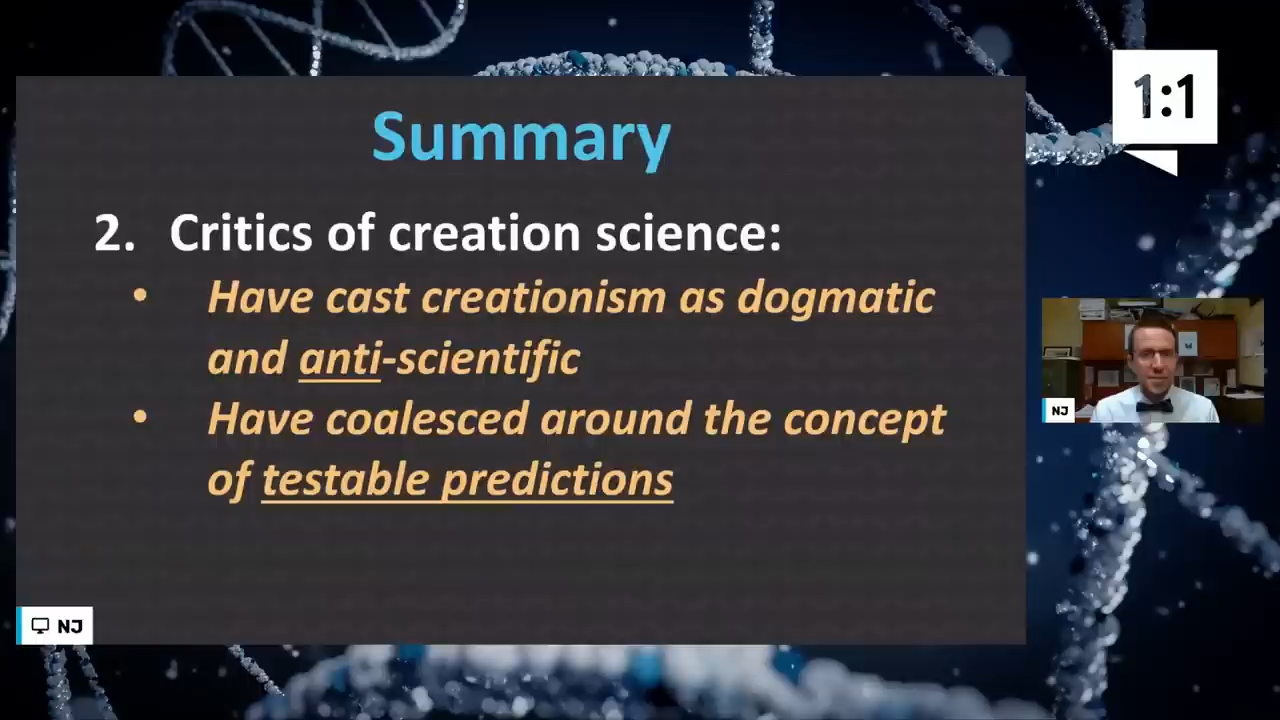 1:1
Summary
2. Critics of creation science:
• Have cast creationism as dogmatic
and anti-scientific
• Have coalesced around the concept
of testable predictions
NJ
NJ